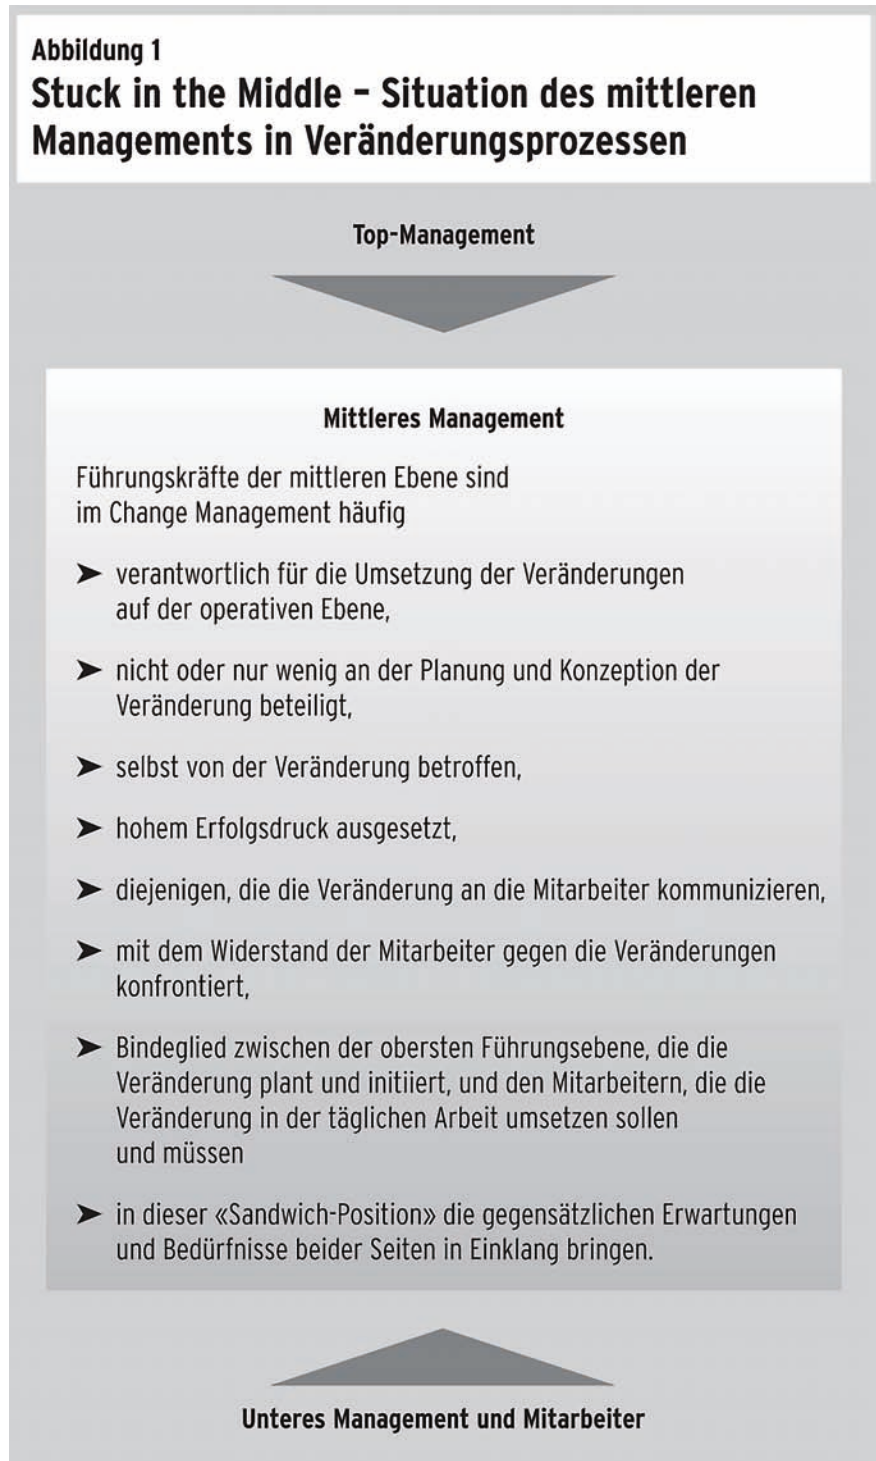 Abbildung 1
Stuck in the Middle – Situation des mittleren
Managements in Veränderungsprozessen
Top-Management
Mittleres Management
Führungskräfte der mittleren Ebene sind
im Change Management häufig
➤ verantwortlich für die Umsetzung der Veränderungen
auf der operativen Ebene,
➤ nicht oder nur wenig an der Planung und Konzeption der
Veränderung beteiligt,
➤ selbst von der Veränderung betroffen,
➤ hohem Erfolgsdruck ausgesetzt,
➤ diejenigen, die die Veränderung an die Mitarbeiter kommunizieren,
➤ mit dem Widerstand der Mitarbeiter gegen die Veränderungen
konfrontiert,
➤ Bindeglied zwischen der obersten Führungsebene, die die
Veränderung plant und initiiert, und den Mitarbeitern, die die
Veränderung in der täglichen Arbeit umsetzen sollen
und müssen
➤ in dieser «Sandwich-Position» die gegensätzlichen Erwartungen
und Bedürfnisse beider Seiten in Einklang bringen.
Unteres Management und Mitarbeiter